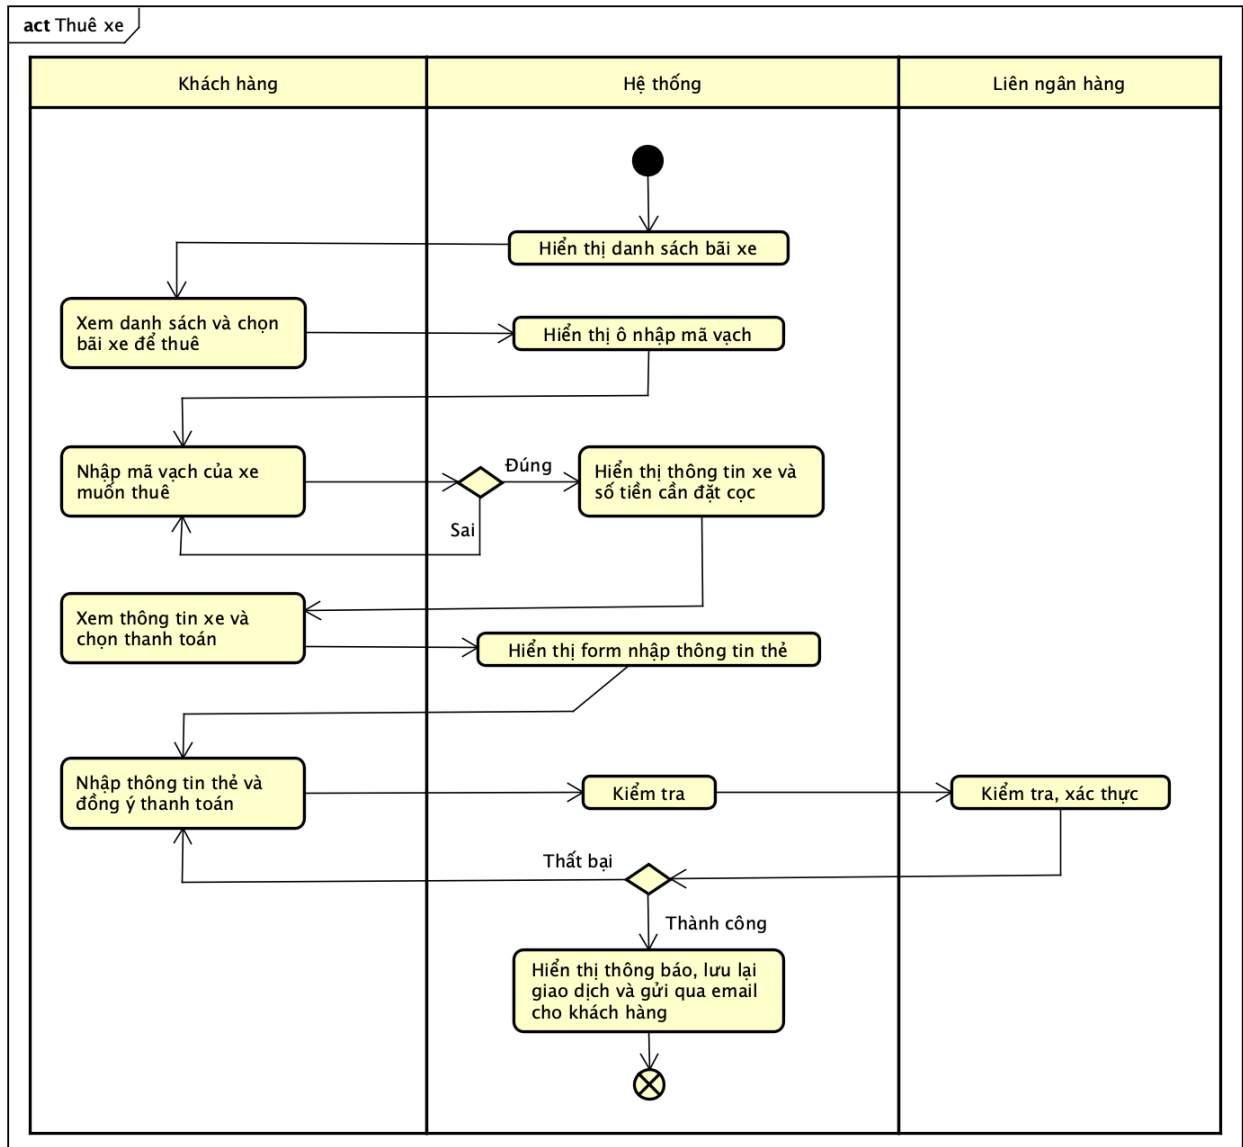 act Thuê xe
Khách hàng
Hệ thống
Liên ngân hàng
Hiển thị danh sách bãi xe
Xem danh sách và chọn
bãi xe để thuê
Hiển thị ô nhập mã vạch
Nhập mã vạch của xe
muốn thuê
Đúng
Sai
Hiển thị thông tin xe và
số tiền cần đặt cọc
Xem thông tin xe và
chọn thanh toán
Hiển thị form nhập thông tin thẻ
Nhập thông tin thẻ và
đồng ý thanh toán
Kiểm tra
Kiểm tra, xác thực
Thất bại
Thành công
Hiển thị thông báo, lưu lại
giao dịch và gửi qua email
cho khách hàng